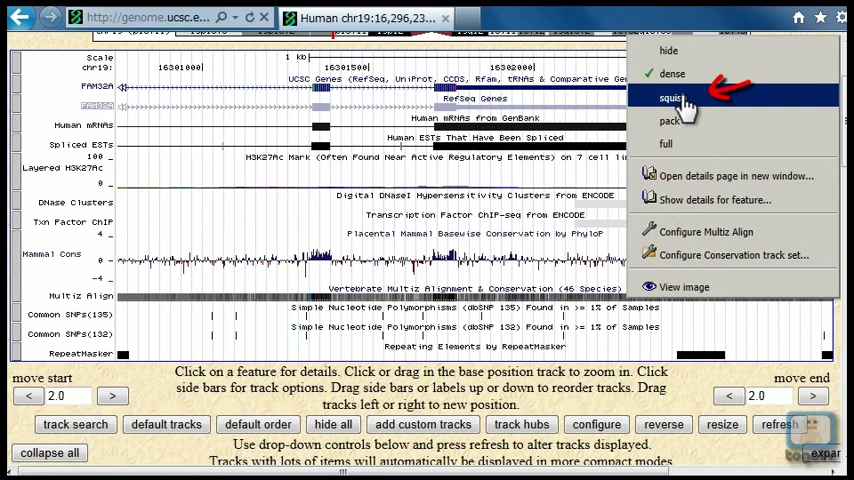 http://genome.ucsc.e...
Human chr19:16,296,23...
Scale
1 kb
chr19:
16301000
16301500
UCSC Genes (RefSeq, UniProt, CCDS, Rfam, tRNAs & Comparative Gen
FAM32A
RefSeq Genes
FAM32A
Human mRNAs from GenBank
Human mRNAs
Human ESTs That Have Been Spliced
Spliced ESTs
100
H3K27Ac Mark (Often Found Near Active Regulatory Elements) on 7 cell li
Layered H3K27Ac
0
Digital DNaseI Hypersensitivity Clusters from ENCODE
DNase Clusters
Transcription Factor ChIP-seq from ENCODE
Txn Factor ChIP
Placental Mammal Basewise Conservation by PhyloP
4
Mammal Cons
0
-4
Vertebrate Multiz Alignment & Conservation (46 Species)
Multiz Align
Simple Nucleotide Polymorphisms (dbSNP 135) Found in >= 1% of Samples
Common SNPs(135)
Simple Nucleotide Polymorphisms (dbSNP 132) Found in >= 1% of Samples
Common SNPs(132)
Repeating Elements by RepeatMasker
RepeatMasker
hide
dense
squis
pack
full
Open details page in new window...
Show details for feature...
Configure Multiz Align
Configure Conservation track set...
View image
move start
Click on a feature for details. Click or drag in the base position track to zoom in. Click
side bars for track options. Drag side bars or labels up or down to reorder tracks. Drag
tracks left or right to new position.
move end
< 2.0 >
< 2.0 >
track search
default tracks
default order
hide all
add custom tracks
track hubs
configure
reverse
resize
refresh
collapse all
Use drop-down controls below and press refresh to alter tracks displayed.
Tracks with lots of items will automatically be displayed in more compact modes
expar